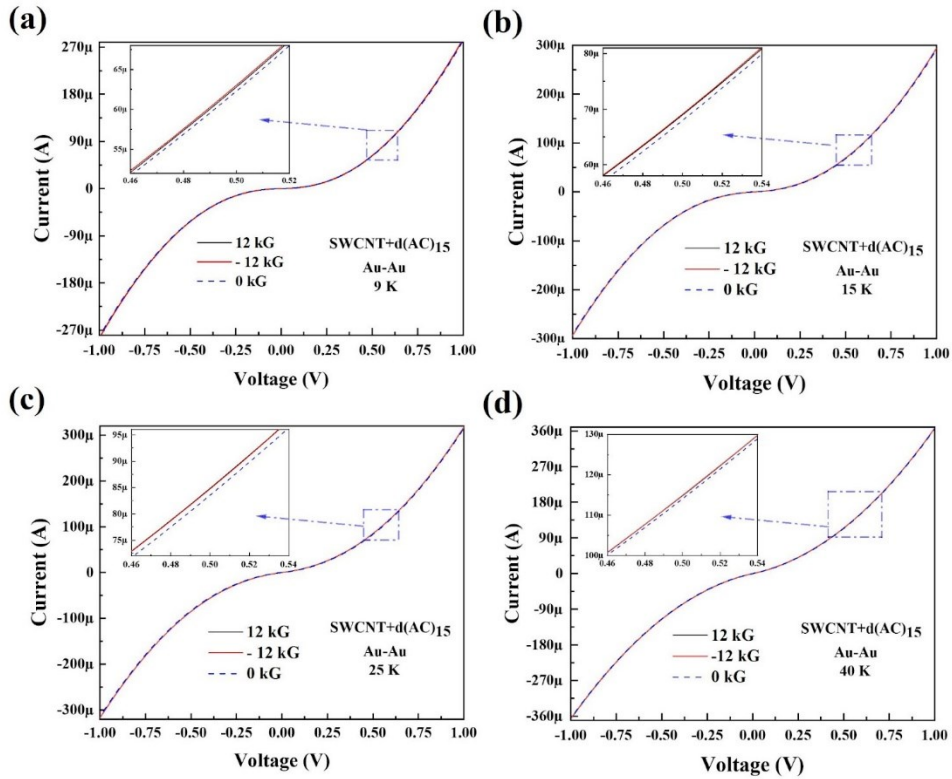 (a)
270μ
180μ
90μ
0
-90μ
-180μ
-270μ
Current (A)
65μ
60μ
55μ
0.46 0.48 0.50 0.52
12 kG
- 12 kG
0 kG
SWCNT+d(AC)15
Au-Au
9 K
-1.00 -0.75 -0.50 -0.25 0.00 0.25 0.50 0.75 1.00
Voltage (V)
(b)
300μ
200μ
100μ
0
-100μ
-200μ
-300μ
Current (A)
80μ
70μ
60μ
0.46 0.48 0.50 0.52 0.54
12 kG
- 12 kG
0 kG
SWCNT+d(AC)15
Au-Au
15 K
-1.00 -0.75 -0.50 -0.25 0.00 0.25 0.50 0.75 1.00
Voltage (V)
(c)
300μ
200μ
100μ
0
-100μ
-200μ
-300μ
Current (A)
95μ
90μ
85μ
80μ
75μ
0.46 0.48 0.50 0.52 0.54
12 kG
- 12 kG
0 kG
SWCNT+d(AC)15
Au-Au
25 K
-1.00 -0.75 -0.50 -0.25 0.00 0.25 0.50 0.75 1.00
Voltage (V)
(d)
360μ
270μ
180μ
90μ
0
-90μ
-180μ
-270μ
-360μ
Current (A)
130μ
120μ
110μ
100μ
0.46 0.48 0.50 0.52 0.54
12 kG
-12 kG
0 kG
SWCNT+d(AC)15
Au-Au
40 K
-1.00 -0.75 -0.50 -0.25 0.00 0.25 0.50 0.75 1.00
Voltage (V)